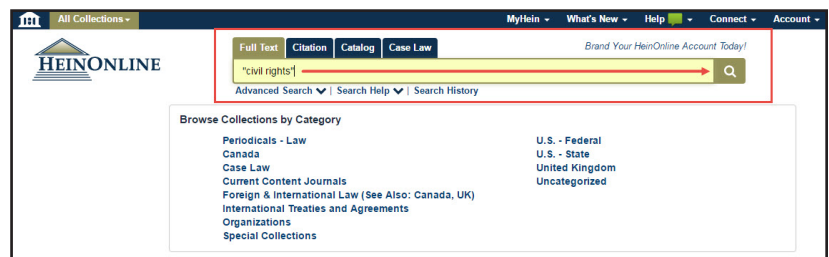 All Collections MyHein What's New Help Connect Account
HEINONLINE
Full Text Citation Catalog Case Law
Brand Your HeinOnline Account Today!
"civil rights"
Advanced Search | Search Help | Search History
Browse Collections by Category
Periodicals - Law
Canada
Case Law
Current Content Journals
Foreign & International Law (See Also: Canada, UK)
International Treaties and Agreements
Organizations
Special Collections
U.S. - Federal
U.S. - State
United Kingdom
Uncategorized